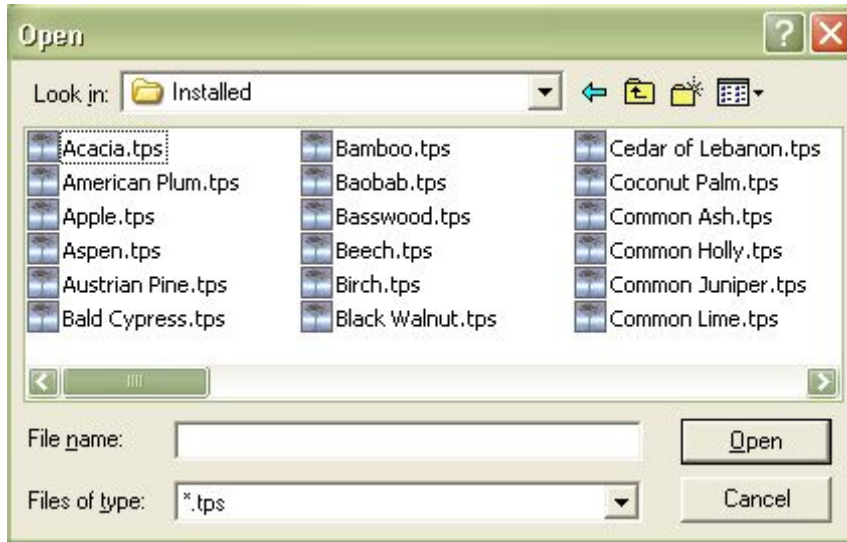 Open
Look in: Installed
Acacia.tps
American Plum.tps
Apple.tps
Aspen.tps
Austrian Pine.tps
Bald Cypress.tps
Bamboo.tps
Baobab.tps
Basswood.tps
Beech.tps
Birch.tps
Black Walnut.tps
Cedar of Lebanon.tps
Coconut Palm.tps
Common Ash.tps
Common Holly.tps
Common Juniper.tps
Common Lime.tps
File name:
Open
Files of type: *.tps
Cancel